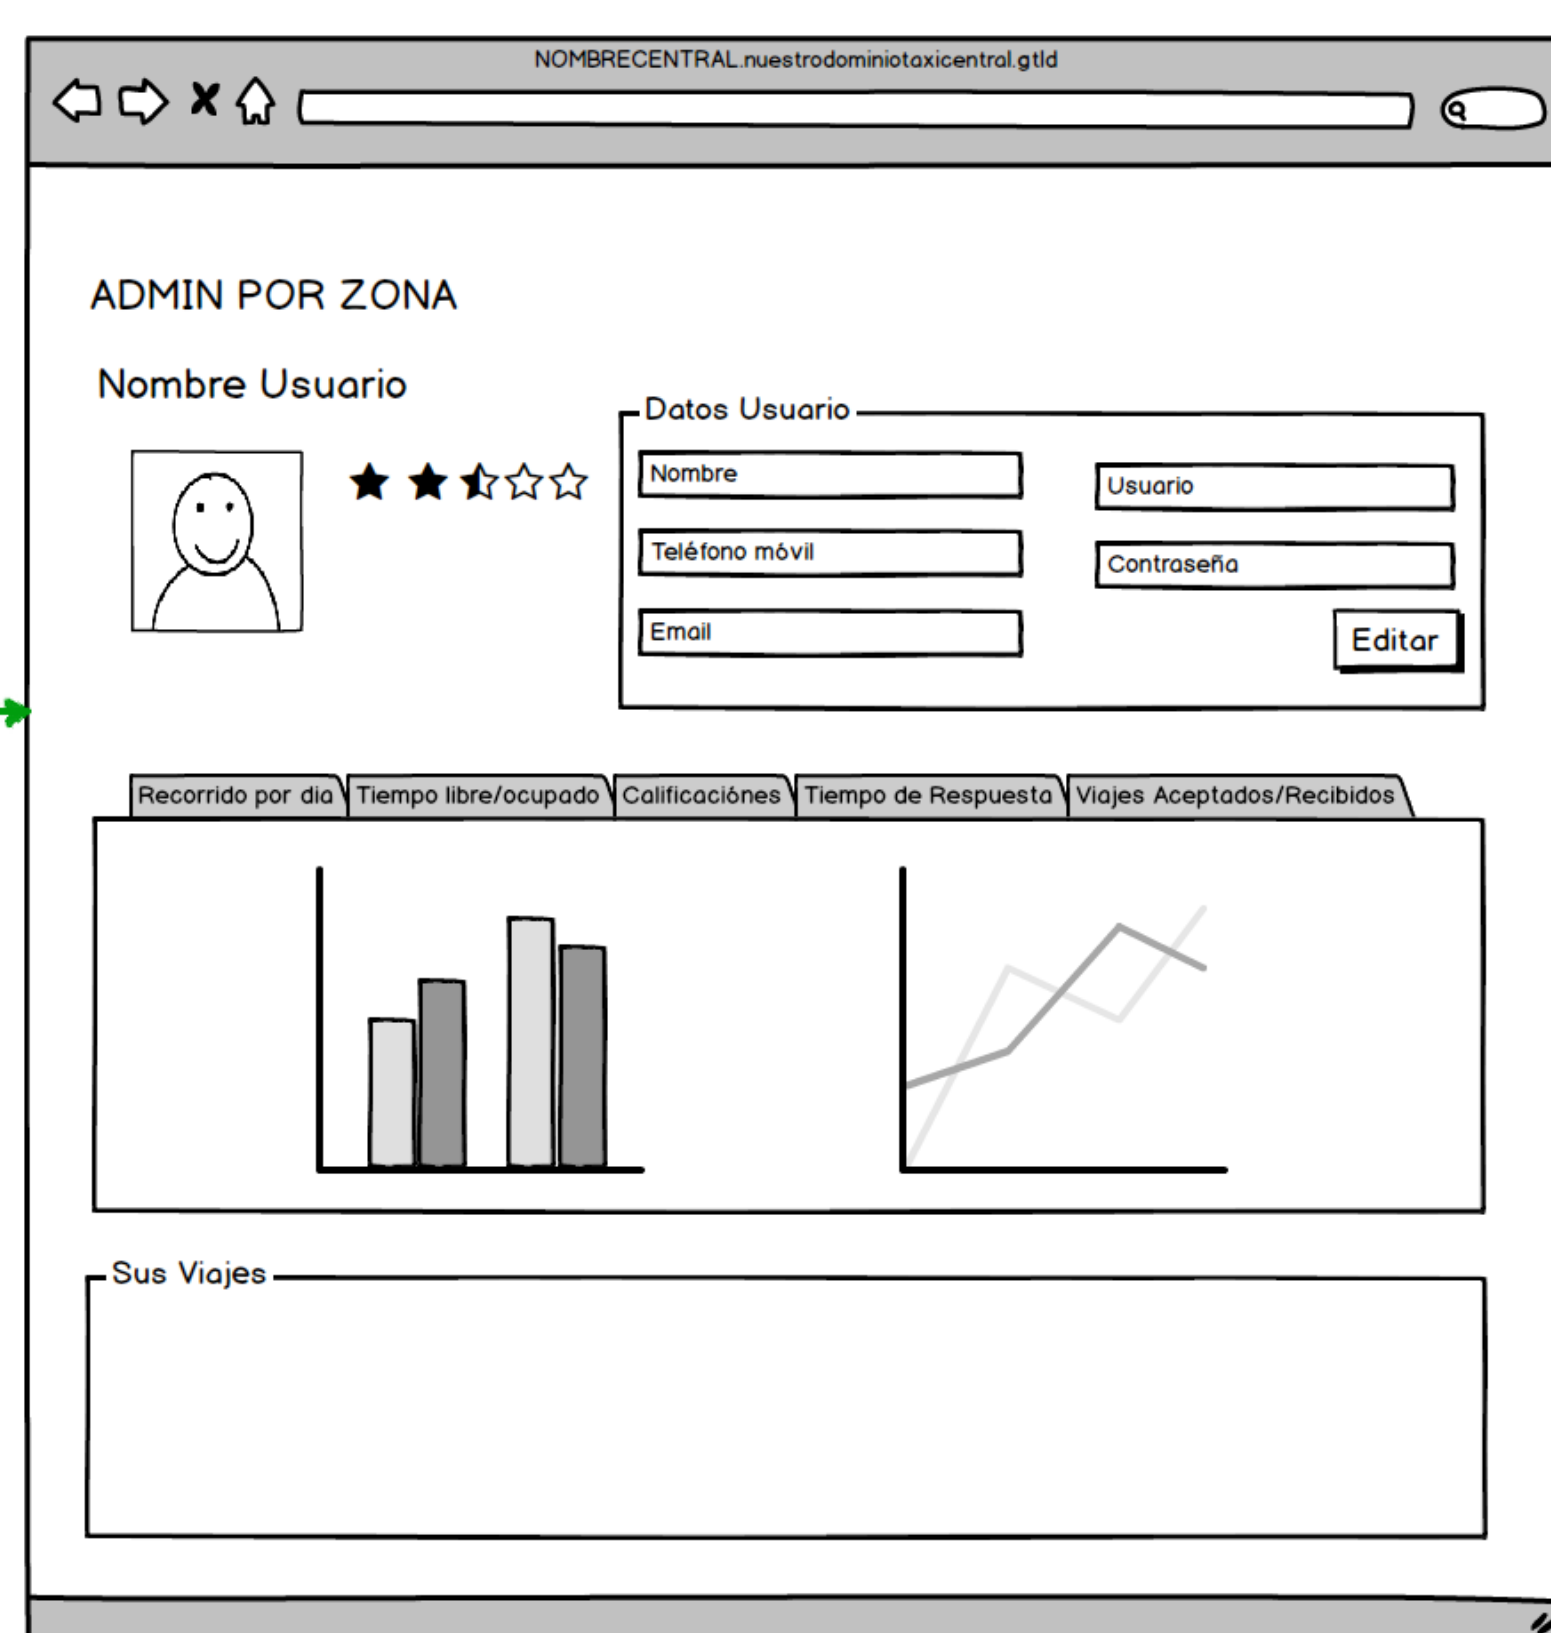 NOMBRECENTRAL.nuestrodominiotaxicentral.gtld
ADMIN POR ZONA
Nombre Usuario
Datos Usuario
Nombre
Usuario
Teléfono móvil
Contraseña
Email
Editar
Recorrido por dia Tiempo libre/ocupado Calificaciónes Tiempo de Respuesta Viajes Aceptados/Recibidos
Sus Viajes